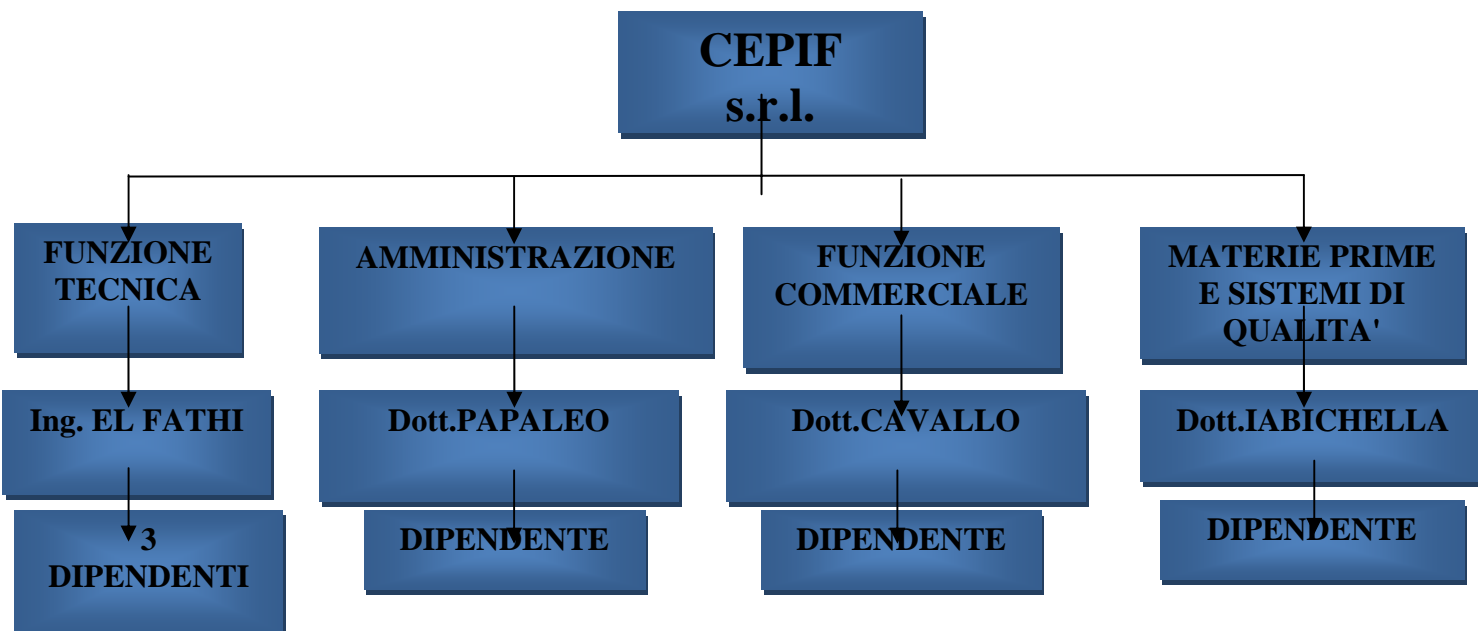 CEPIF
s.r.l.
FUNZIONE
TECNICA
AMMINISTRAZIONE
FUNZIONE
COMMERCIALE
MATERIE PRIME
E SISTEMI DI
QUALITA'
Ing. EL FATHI
Dott.PAPALEO
Dott.CAVALLO
Dott.IABICHELLA
3
DIPENDENTI
DIPENDENTE
DIPENDENTE
DIPENDENTE